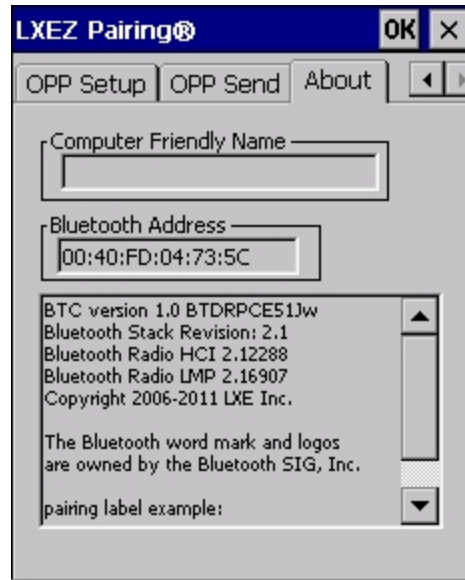 LXEZ Pairing®
OK ×
OPP Setup OPP Send About
Computer Friendly Name
Bluetooth Address
00:40:FD:04:73:5C
BTC version 1.0 BTDRPCE51Jw
Bluetooth Stack Revision: 2.1
Bluetooth Radio HCI 2.12288
Bluetooth Radio LMP 2.16907
Copyright 2006-2011 LXE Inc.
The Bluetooth word mark and logos
are owned by the Bluetooth SIG, Inc.
pairing label example: